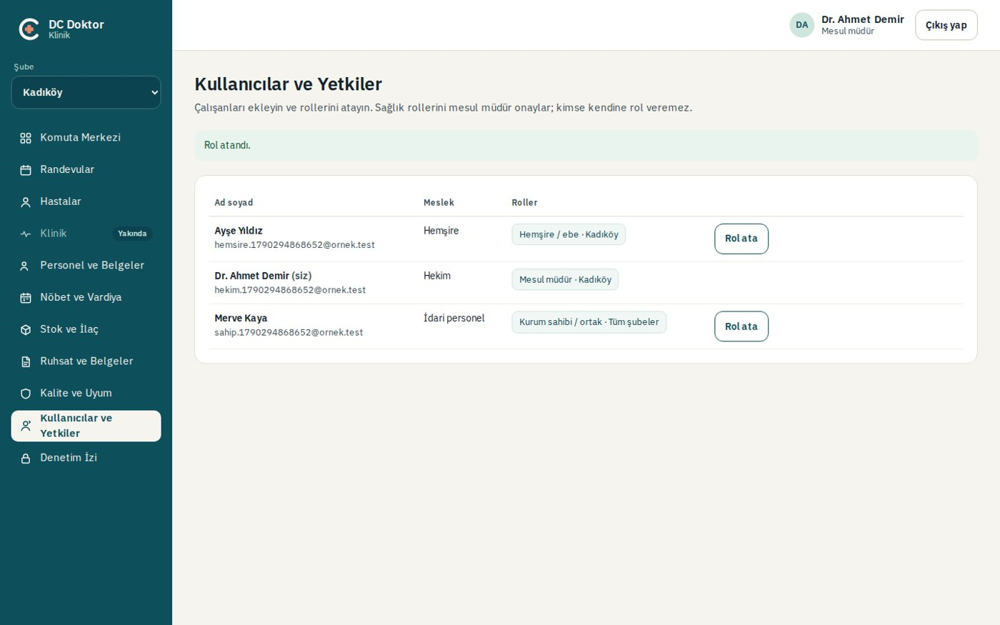 DC Doktor
Klinik
Şube
Kadıköy
Komuta Merkezi
Randevular
Hastalar
Klinik Yakında
Personel ve Belgeler
Nöbet ve Vardiya
Stok ve İlaç
Ruhsat ve Belgeler
Kalite ve Uyum
Kullanıcılar ve
Yetkiler
Denetim İzi
DA
Dr. Ahmet Demir
Mesul müdür
Çıkış yap
Kullanıcılar ve Yetkiler
Çalışanları ekleyin ve rollerini atayın. Sağlık rollerini mesul müdür onaylar; kimse kendine rol veremez.
Rol atandı.
Ad soyad Meslek Roller
Ayşe Yıldız Hemşire Hemşire / ebe · Kadıköy Rol ata
hemsire.1790294868652@ornek.test
Dr. Ahmet Demir (siz) Hekim Mesul müdür · Kadıköy
hekim.1790294868652@ornek.test
Merve Kaya İdari personel Kurum sahibi / ortak · Tüm şubeler Rol ata
sahip.1790294868652@ornek.test